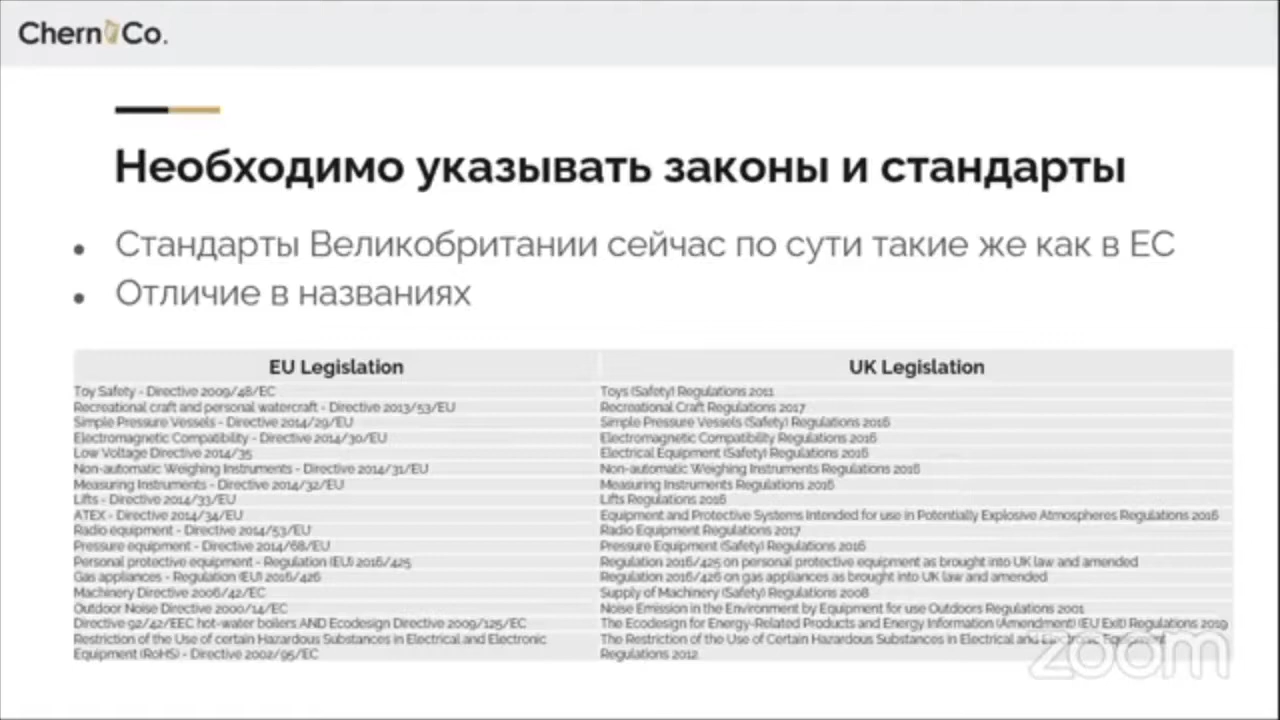 Chern Co.
Необходимо указывать законы и стандарты
• Стандарты Великобритании сейчас по сути такие же как в ЕС
• Отличие в названиях
EU Legislation UK Legislation
Toy Safety - Directive 2009/48/EC Toys (Safety) Regulations 2011
Recreational craft and personal watercraft - Directive 2013/53/EU Recreational Craft Regulations 2017
Simple Pressure Vessels - Directive 2014/29/EU Simple Pressure Vessels (Safety) Regulations 2016
Electromagnetic Compatibility - Directive 2014/30/EU Electromagnetic Compatibility Regulations 2016
Low Voltage Directive 2014/35 Electrical Equipment (Safety) Regulations 2016
Non-automatic Weighing Instruments - Directive 2014/31/EU Non-automatic Weighing Instruments Regulations 2016
Measuring Instruments - Directive 2014/32/EU Measuring Instruments Regulations 2016
Lifts - Directive 2014/33/EU Lifts Regulations 2016
ATEX - Directive 2014/34/EU Equipment and Protective Systems Intended for use in Potentially Explosive Atmospheres Regulations 2016
Radio equipment - Directive 2014/53/EU Radio Equipment Regulations 2017
Pressure equipment - Directive 2014/68/EU Pressure Equipment (Safety) Regulations 2016
Personal protective equipment - Regulation (EU) 2016/425 Regulation 2016/425 on personal protective equipment as brought into UK law and amended
Gas appliances - Regulation (EU) 2016/426 Regulation 2016/426 on gas appliances as brought into UK law and amended
Machinery Directive 2006/42/EC Supply of Machinery (Safety) Regulations 2008
Outdoor Noise Directive 2000/14/EC Noise Emission in the Environment by Equipment for use Outdoors Regulations 2001
Directive 92/42/EEC hot-water boilers AND Ecodesign Directive 2009/125/EC The Ecodesign for Energy-Related Products and Energy Information (Amendment) (EU Exit) Regulations 2019
Restriction of the Use of certain Hazardous Substances in Electrical and Electronic The Restriction of the Use of Certain Hazardous Substances in Electrical and Electronic Equipment
Equipment (RoHS) - Directive 2002/95/EC Regulations 2012
zoom